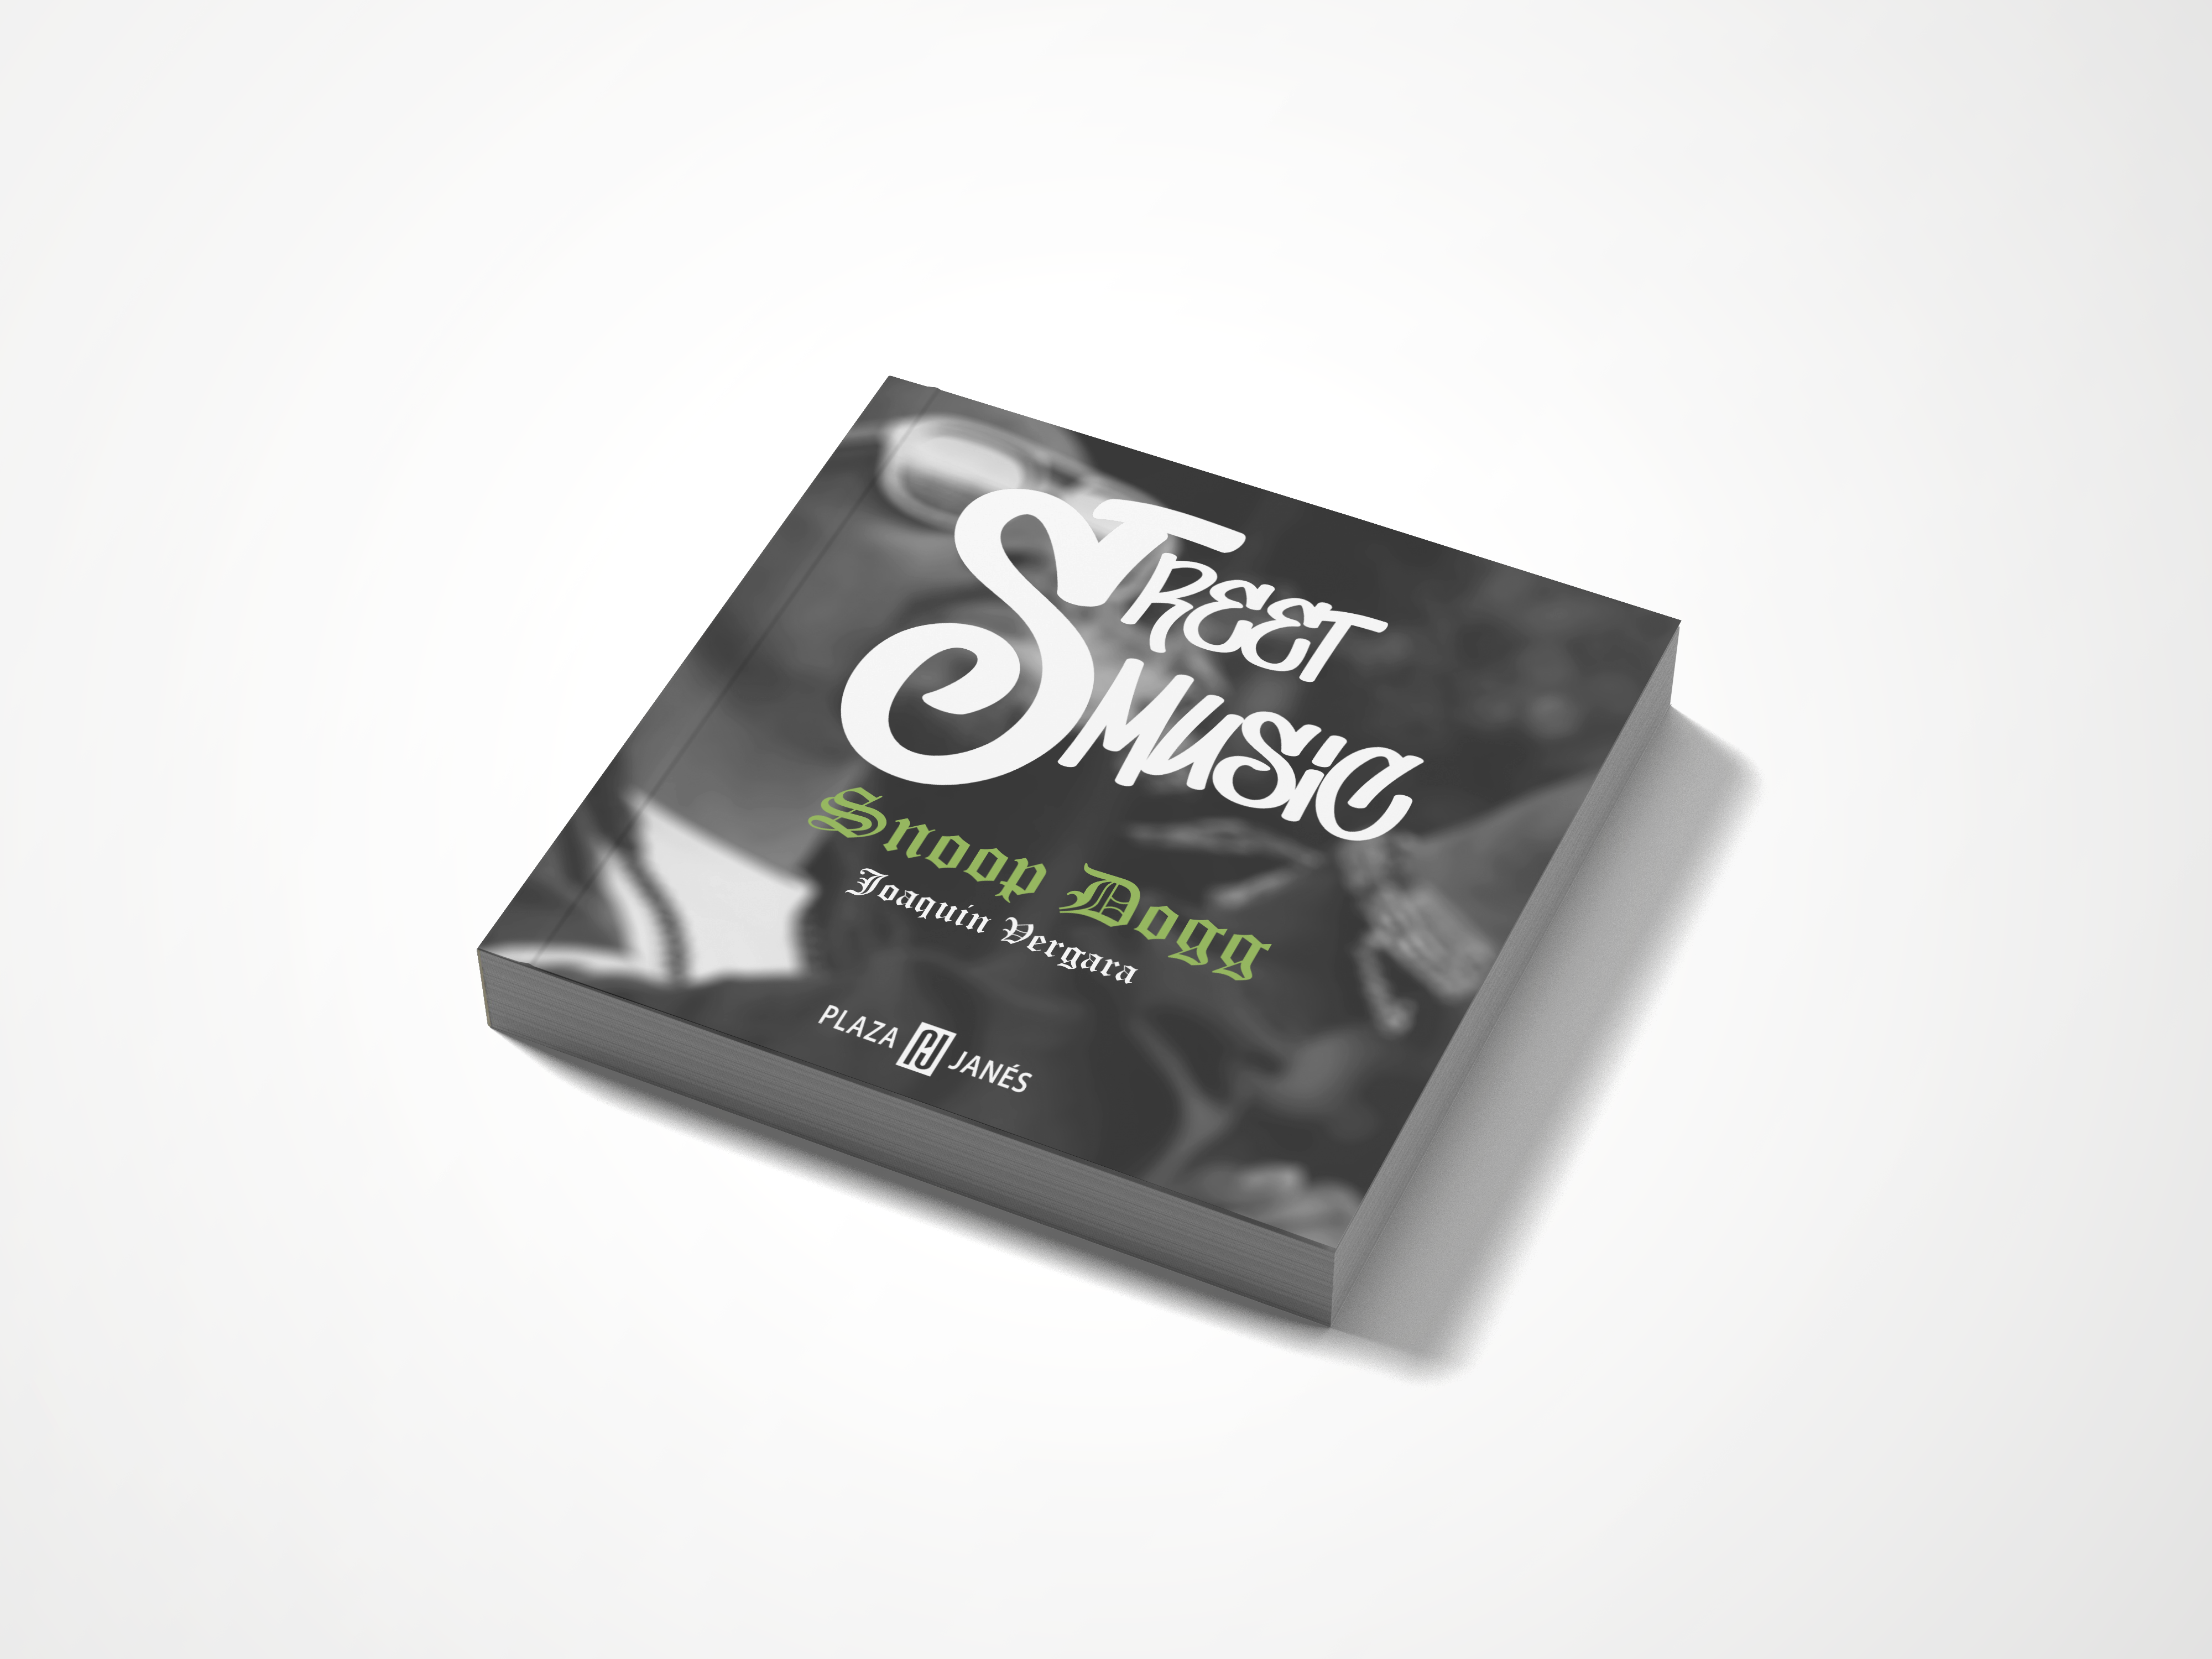 STREET
MUSiC
Snoop Dogg
Joaquín Vergara
PLAZA PJ JANÉS